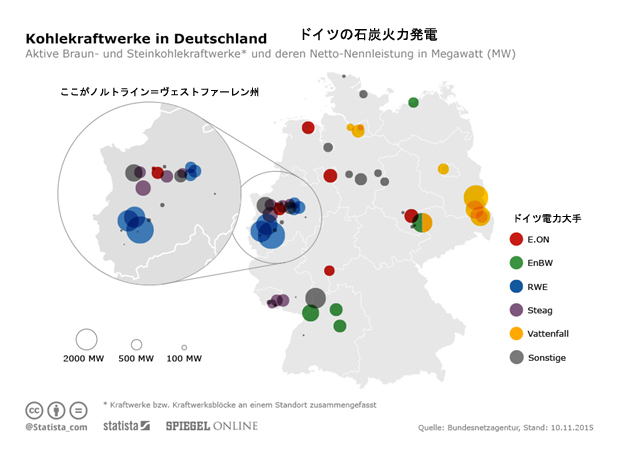 Kohlekraftwerke in Deutschland ドイツの石炭火力発電
Aktive Braun- und Steinkohlekraftwerke* und deren Netto-Nennleistung in Megawatt (MW)
ここがノルトライン＝ヴェストファーレン州
ドイツ電力大手
E.ON
EnBW
RWE
Steag
Vattenfall
Sonstige
2000 MW 500 MW 100 MW
* Kraftwerke bzw. Kraftwerksblöcke an einem Standort zusammengefasst
cc
@Statista_com statista SPIEGEL ONLINE Quelle: Bundesnetzagentur, Stand: 10.11.2015